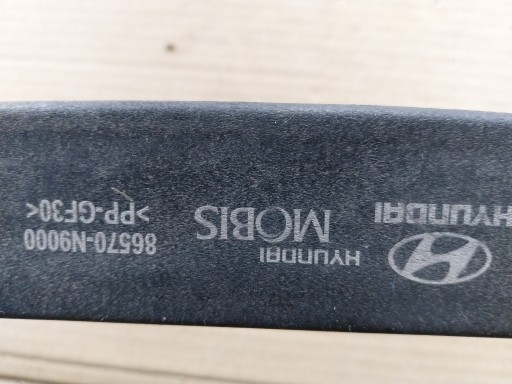 HYUNDAI
HYUNDAI
MOBIS
86570-N9000
>PP-GF30<